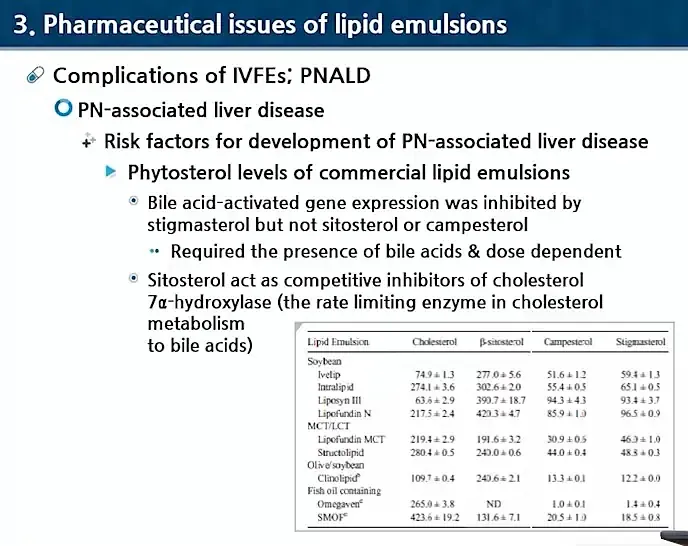 3. Pharmaceutical issues of lipid emulsions
Complications of IVFEs; PNALD
PN-associated liver disease
Risk factors for development of PN-associated liver disease
Phytosterol levels of commercial lipid emulsions
Bile acid-activated gene expression was inhibited by
stigmasterol but not sitosterol or campesterol
Required the presence of bile acids & dose dependent
Sitosterol act as competitive inhibitors of cholesterol
7α-hydroxylase (the rate limiting enzyme in cholesterol
metabolism
to bile acids)
Lipid Emulsion Cholesterol β-sitosterol Campesterol Stigmasterol
Soybean
Ivelip 74.9 ± 1.3 277.0 ± 5.6 51.6 ± 1.2 59.4 ± 1.3
Intralipid 274.1 ± 3.6 302.6 ± 2.0 55.4 ± 0.5 65.1 ± 0.5
Liposyn III 63.6 ± 2.9 390.7 ± 18.7 94.3 ± 4.3 93.4 ± 3.7
Lipofundin N 217.5 ± 2.4 420.3 ± 4.7 85.9 ± 1.0 96.5 ± 0.9
MCT/LCT
Lipofundin MCT 219.4 ± 2.9 191.6 ± 3.2 30.9 ± 0.5 46.3 ± 1.0
Structolipid 280.4 ± 0.5 240.0 ± 0.6 44.0 ± 0.4 48.8 ± 0.3
Olive/soybean
Clinolipid 109.7 ± 0.4 240.6 ± 2.1 13.3 ± 0.1 12.2 ± 0.0
Fish oil containing
Omegaven 265.0 ± 3.8 ND 1.0 ± 0.1 1.4 ± 0.4
SMOF 423.6 ± 19.2 131.6 ± 7.1 20.5 ± 1.0 18.5 ± 0.8